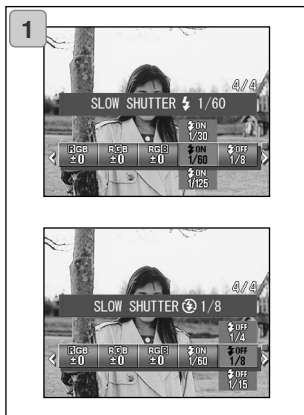 1
4/4
SLOW SHUTTER 1/60
ON
1/30
RGB RGB RGB ON OFF
±0 ±0 ±0 1/60 1/8
ON
1/125
4/4
SLOW SHUTTER 1/8
OFF
1/4
RGB RGB RGB ON OFF
±0 ±0 ±0 1/60 1/8
OFF
1/15